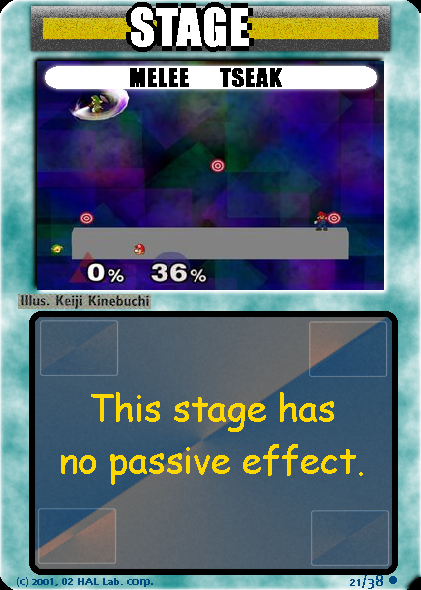 STAGE
MELEE TSEAK
0% 36%
Illus. Keiji Kinebuchi
This stage has
no passive effect.
(c) 2001, 02 HAL Lab. corp. 21/38 ●